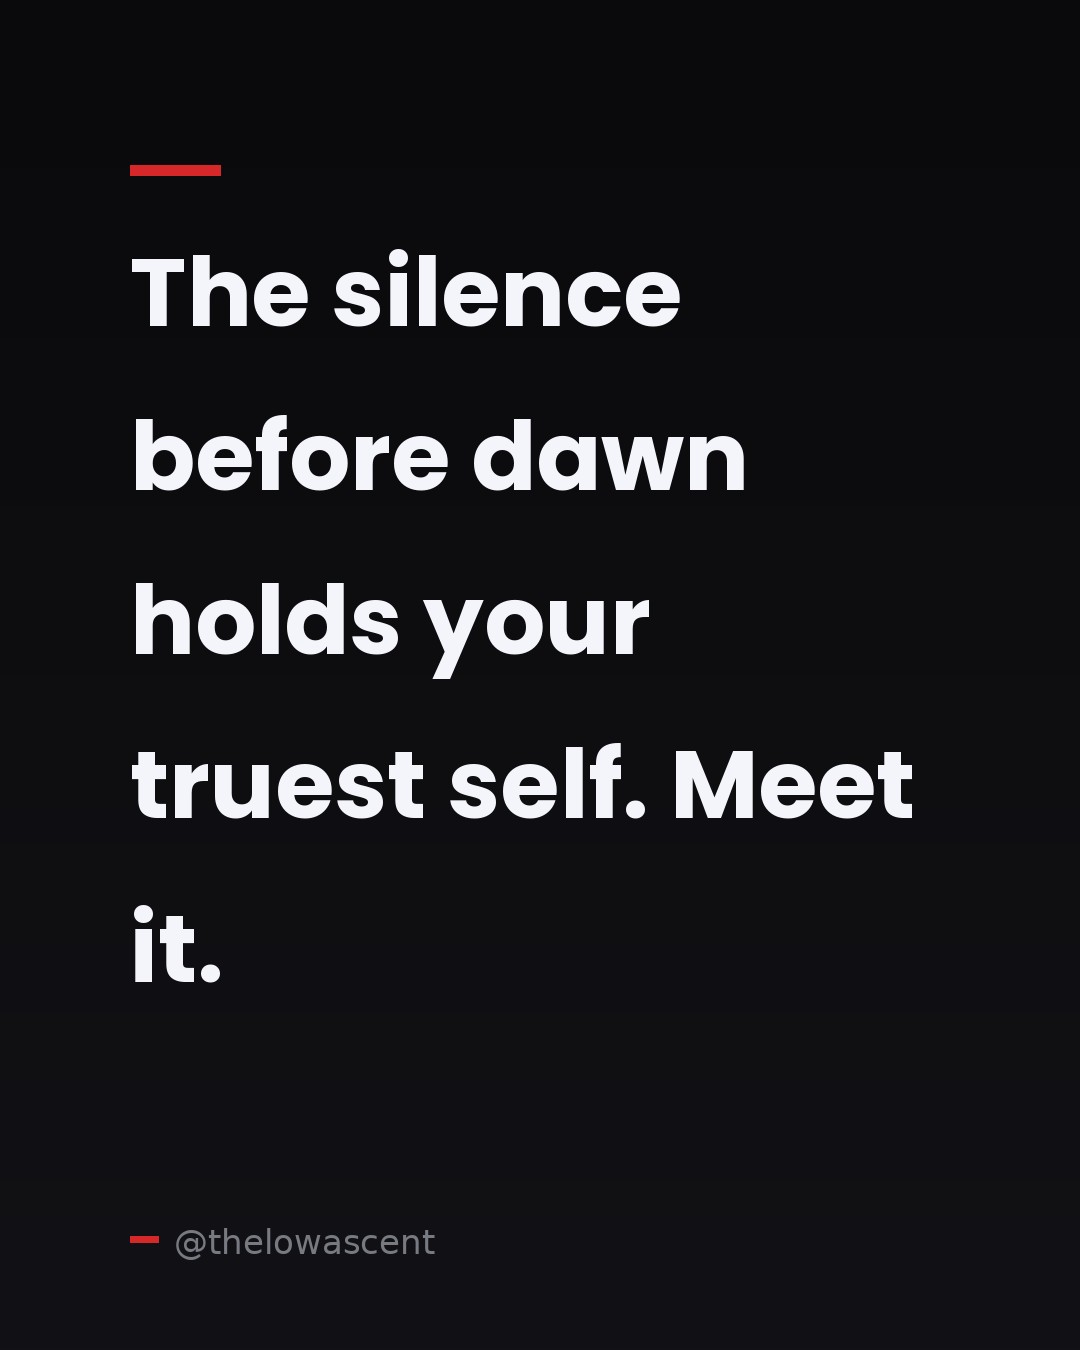 The silence
before dawn
holds your
truest self. Meet
it.
@thelowascent